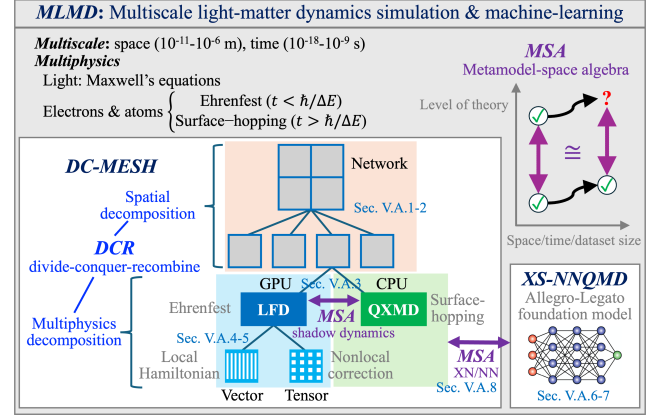 MLMD: Multiscale light-matter dynamics simulation & machine-learning
Multiscale: space (10⁻¹¹-10⁻⁶ m), time (10⁻¹⁸-10⁻⁹ s)
Multiphysics
Light: Maxwell's equations
Electrons & atoms
Ehrenfest (t < ℏ/ΔE)
Surface−hopping (t > ℏ/ΔE)
MSA
Metamodel-space algebra
Level of theory
?
MSA
≅
Space/time/dataset size
DC-MESH
Spatial
decomposition
DCR
divide-conquer-recombine
Multiphysics
decomposition
Network
Sec. V.A.1-2
GPU
Sec. V.A.3
CPU
Ehrenfest
LFD
MSA
shadow dynamics
QXMD
Surface-
hopping
Sec. V.A.4-5
Local
Hamiltonian
Nonlocal
correction
Vector
Tensor
MSA
XN/NN
Sec. V.A.8
XS-NNQMD
Allegro-Legato
foundation model
Sec. V.A.6-7